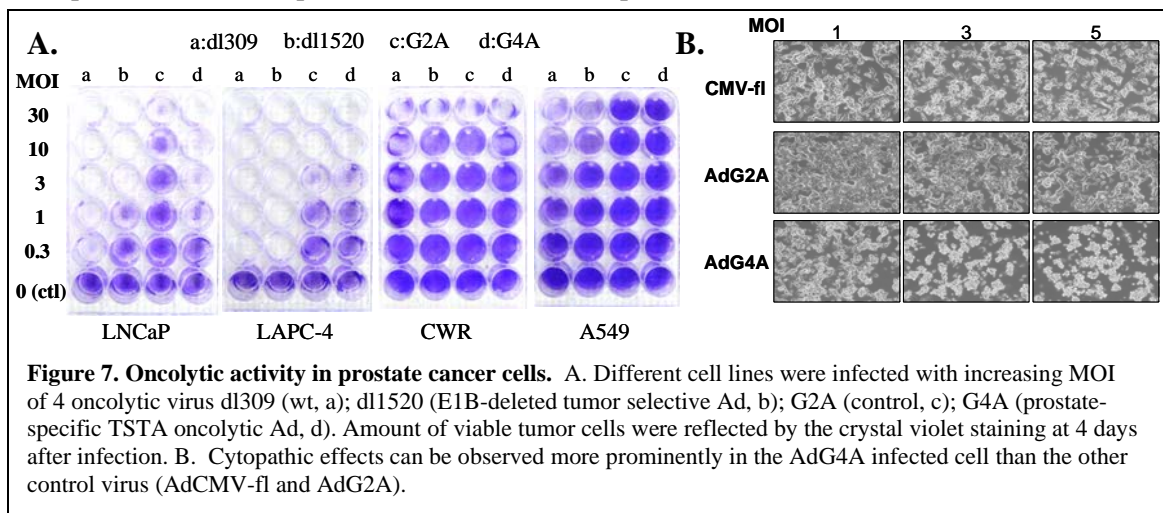 A.
a:dl309 b:dl1520 c:G2A d:G4A
B.
MOI a b c d a b c d a b c d a b c d
30
10
3
1
0.3
0 (ctl)
LNCaP LAPC-4 CWR A549
MOI 1 3 5
CMV-fl
AdG2A
AdG4A
Figure 7. Oncolytic activity in prostate cancer cells. A. Different cell lines were infected with increasing MOI
of 4 oncolytic virus dl309 (wt, a); dl1520 (E1B-deleted tumor selective Ad, b); G2A (control, c); G4A (prostate-
specific TSTA oncolytic Ad, d). Amount of viable tumor cells were reflected by the crystal violet staining at 4 days
after infection. B. Cytopathic effects can be observed more prominently in the AdG4A infected cell than the other
control virus (AdCMV-fl and AdG2A).